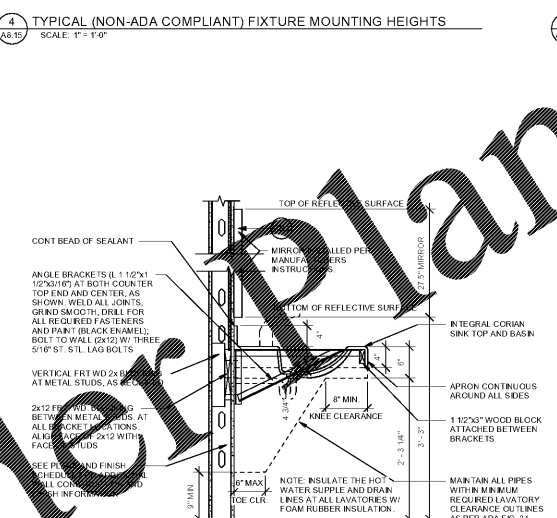 4
A8.15
TYPICAL (NON-ADA COMPLIANT) FIXTURE MOUNTING HEIGHTS
SCALE: 1" = 1'-0"
TOP OF REFLECTIVE SURFACE
CONT BEAD OF SEALANT
MIRROR INSTALLED PER
MANUFACTURERS
INSTRUCTIONS.
27.5" MIRROR
ANGLE BRACKETS (L 1 1/2"x1
1/2"x3/16") AT BOTH COUNTER
TOP END AND CENTER, AS
SHOWN. WELD ALL JOINTS,
GRIND SMOOTH, DRILL FOR
ALL REQUIRED FASTENERS
AND PAINT (BLACK ENAMEL);
BOLT TO WALL (2x12) W/ THREE
5/16" ST. STL. LAG BOLTS
BOTTOM OF REFLECTIVE SURFACE
4"
INTEGRAL CORIAN
SINK TOP AND BASIN
4"
6"
VERTICAL FRT WD 2x
AT METAL STUDS, AS
APRON CONTINUOUS
AROUND ALL SIDES
8" MIN.
KNEE CLEARANCE
4 3/4"
2x12 FRT WD.
BETWEEN METAL STUDS. AT
ALL BRACKET LOCATIONS.
ALIGN FACE OF 2x12 WITH
FACE STUDS
1 1/2"x3" WOOD BLOCK
ATTACHED BETWEEN
BRACKETS
2' - 3 1/4"
3' - 3"
SEE PLANS AND FINISH
SCHEDULE FOR ADDITIONAL
WALL CONSTRUCTION AND
FINISH INFORMATION
9" MIN.
6" MAX
TOE CLR.
NOTE: INSULATE THE HOT
WATER SUPPLE AND DRAIN
LINES AT ALL LAVATORIES W/
FOAM RUBBER INSULATION.
MAINTAIN ALL PIPES
WITHIN MINIMUM
REQUIRED LAVATORY
CLEARANCE OUTLINES
AS PER ADA FIG. 31
er Plan